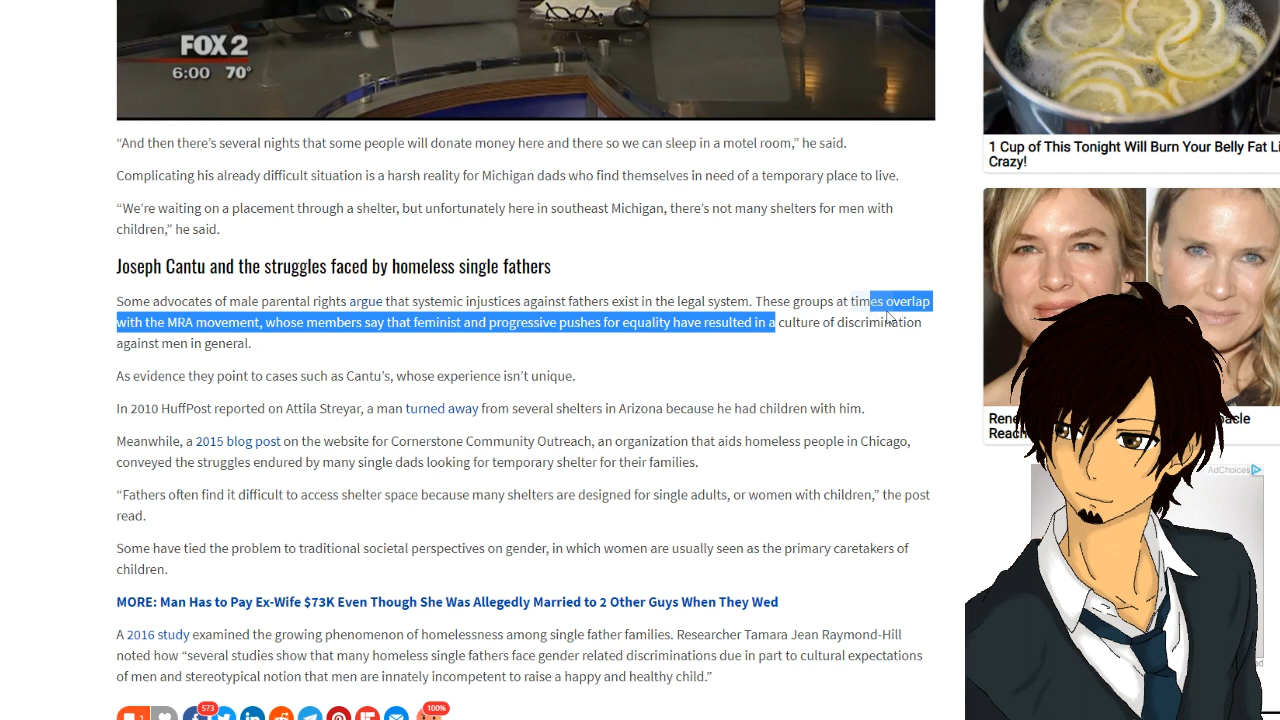 FOX 2
6:00 70°
“And then there’s several nights that some people will donate money here and there so we can sleep in a motel room,” he said.
Complicating his already difficult situation is a harsh reality for Michigan dads who find themselves in need of a temporary place to live.
“We’re waiting on a placement through a shelter, but unfortunately here in southeast Michigan, there’s not many shelters for men with
children,” he said.
Joseph Cantu and the struggles faced by homeless single fathers
Some advocates of male parental rights argue that systemic injustices against fathers exist in the legal system. These groups at times overlap
with the MRA movement, whose members say that feminist and progressive pushes for equality have resulted in a culture of discrimination
against men in general.
As evidence they point to cases such as Cantu’s, whose experience isn’t unique.
In 2010 HuffPost reported on Attila Streyar, a man turned away from several shelters in Arizona because he had children with him.
Meanwhile, a 2015 blog post on the website for Cornerstone Community Outreach, an organization that aids homeless people in Chicago,
conveyed the struggles endured by many single dads looking for temporary shelter for their families.
“Fathers often find it difficult to access shelter space because many shelters are designed for single adults, or women with children,” the post
read.
Some have tied the problem to traditional societal perspectives on gender, in which women are usually seen as the primary caretakers of
children.
MORE: Man Has to Pay Ex-Wife $73K Even Though She Was Allegedly Married to 2 Other Guys When They Wed
A 2016 study examined the growing phenomenon of homelessness among single father families. Researcher Tamara Jean Raymond-Hill
noted how “several studies show that many homeless single fathers face gender related discriminations due in part to cultural expectations
of men and stereotypical notion that men are innately incompetent to raise a happy and healthy child.”
1
573
100%
1 Cup of This Tonight Will Burn Your Belly Fat
Crazy!
AdChoices